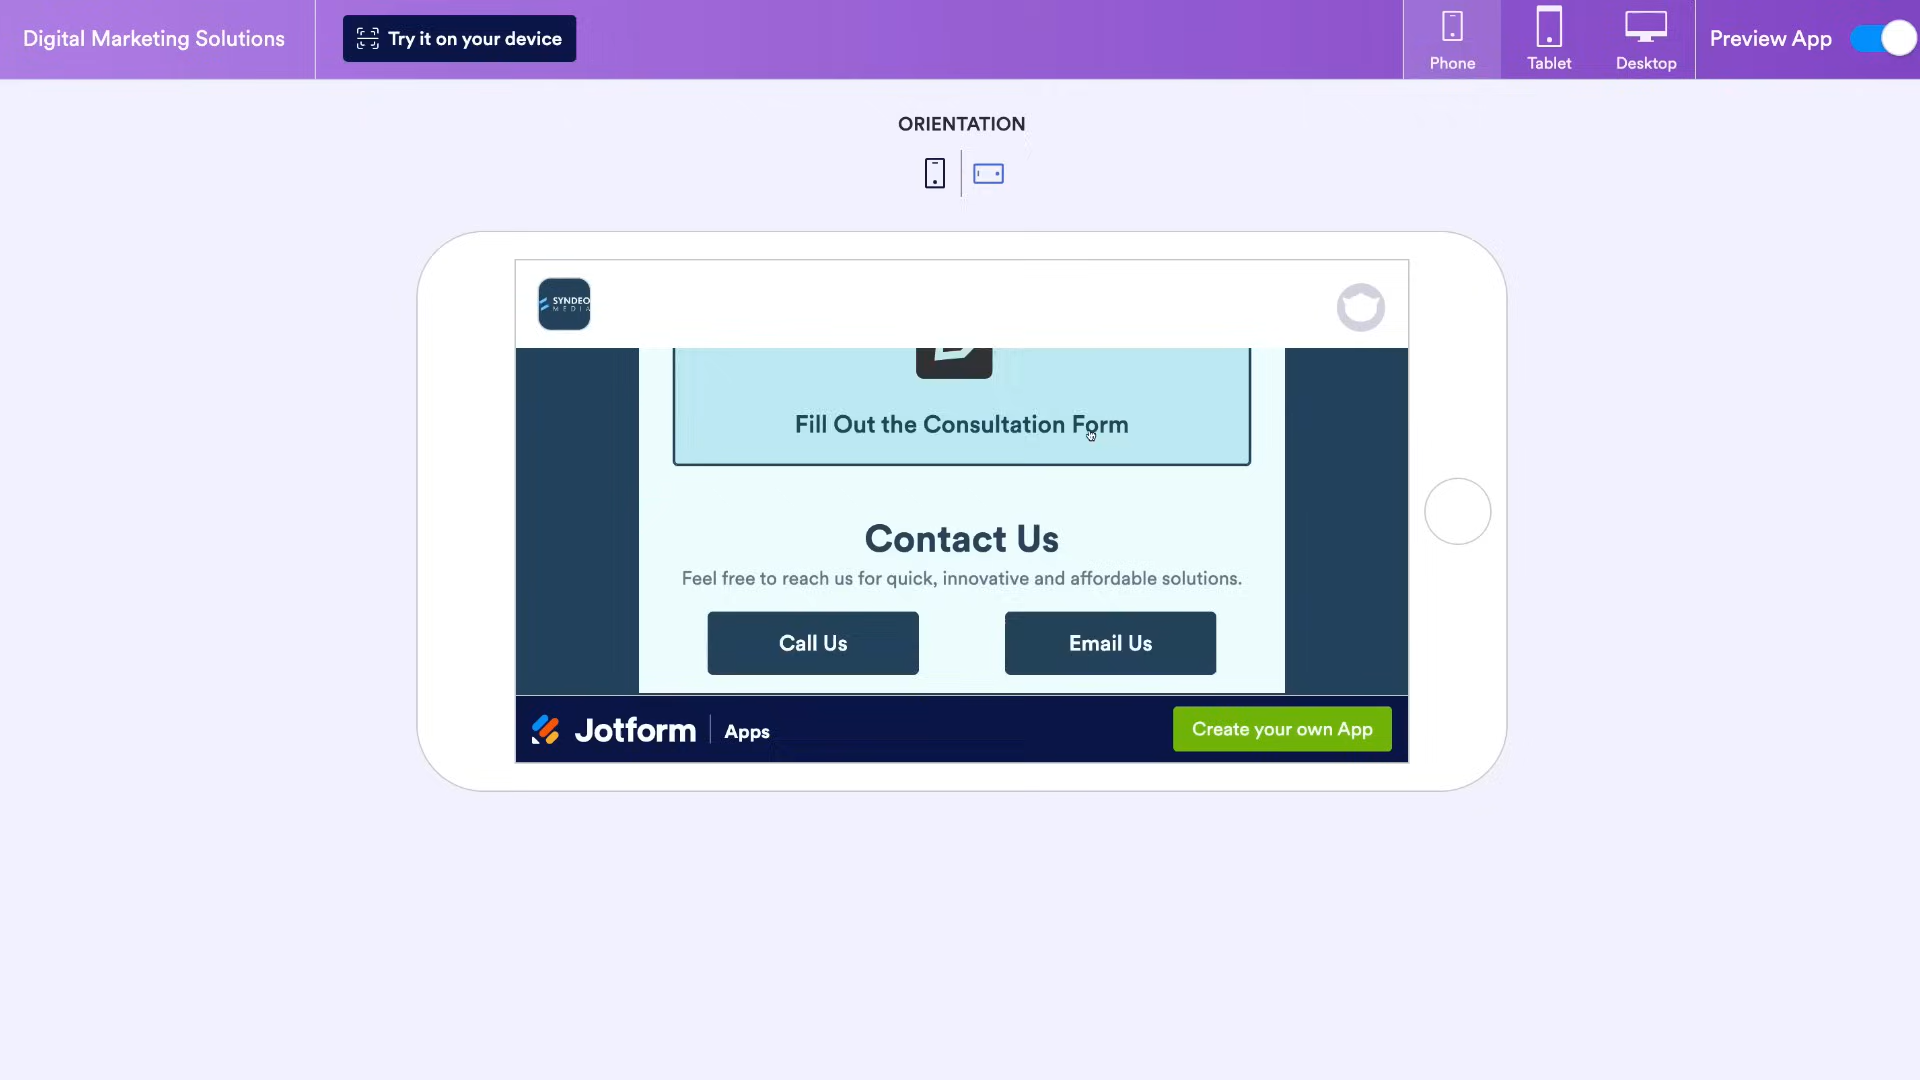 Digital Marketing Solutions
Try it on your device
Phone
Tablet
Desktop
Preview App
ORIENTATION
SYNDEO
MEDIA
Fill Out the Consultation Form
Contact Us
Feel free to reach us for quick, innovative and affordable solutions.
Call Us
Email Us
Jotform
Apps
Create your own App